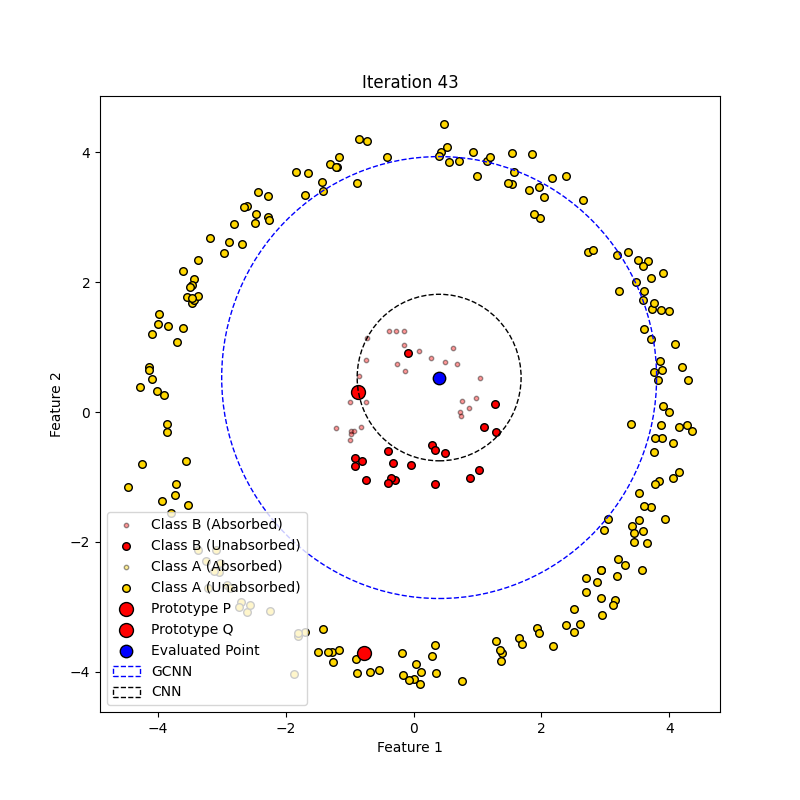 Iteration 43
Feature 2
4
2
0
−2
−4
Class B (Absorbed)
Class B (Unabsorbed)
Class A (Absorbed)
Class A (Unabsorbed)
Prototype P
Prototype Q
Evaluated Point
GCNN
CNN
−4 −2 0 2 4
Feature 1